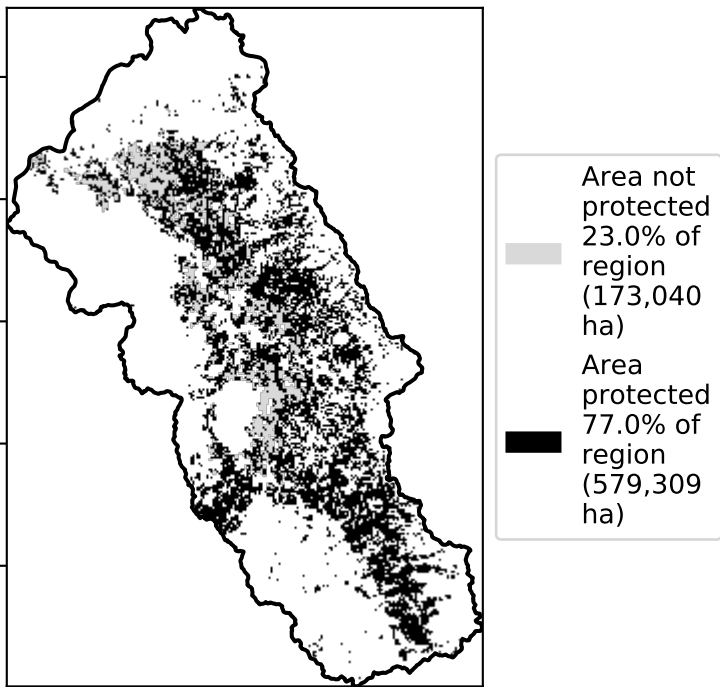 Area not
protected
23.0% of
region
(173,040
ha)
Area
protected
77.0% of
region
(579,309
ha)